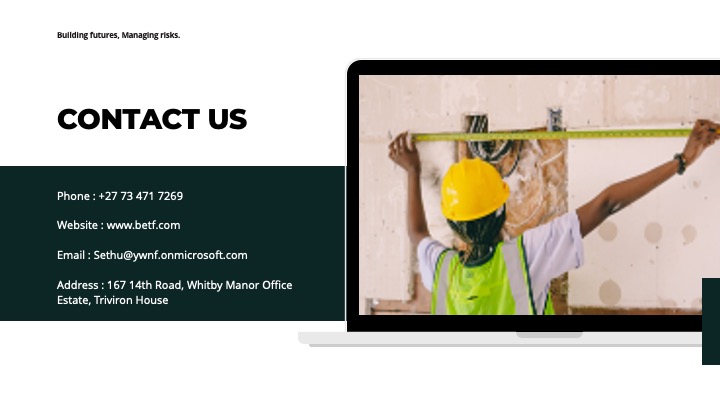 Building futures, Managing risks.
CONTACT US
Phone : +27 73 471 7269
Website : www.betf.com
Email : Sethu@ywnf.onmicrosoft.com
Address : 167 14th Road, Whitby Manor Office
Estate, Triviron House